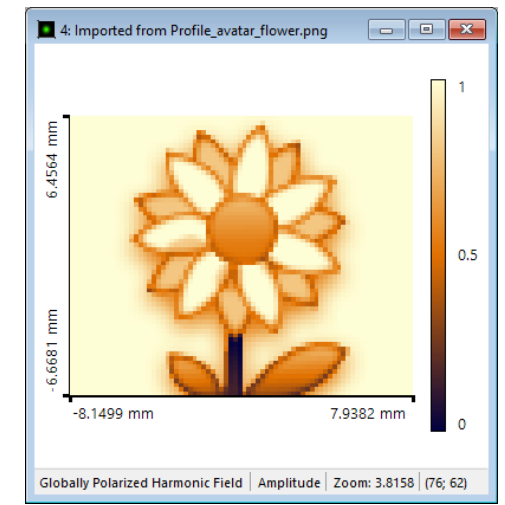 4: Imported from Profile_avatar_flower.png
1
6.4564 mm
0.5
-6.6681 mm
0
-8.1499 mm 7.9382 mm
Globally Polarized Harmonic Field Amplitude Zoom: 3.8158 (76; 62)